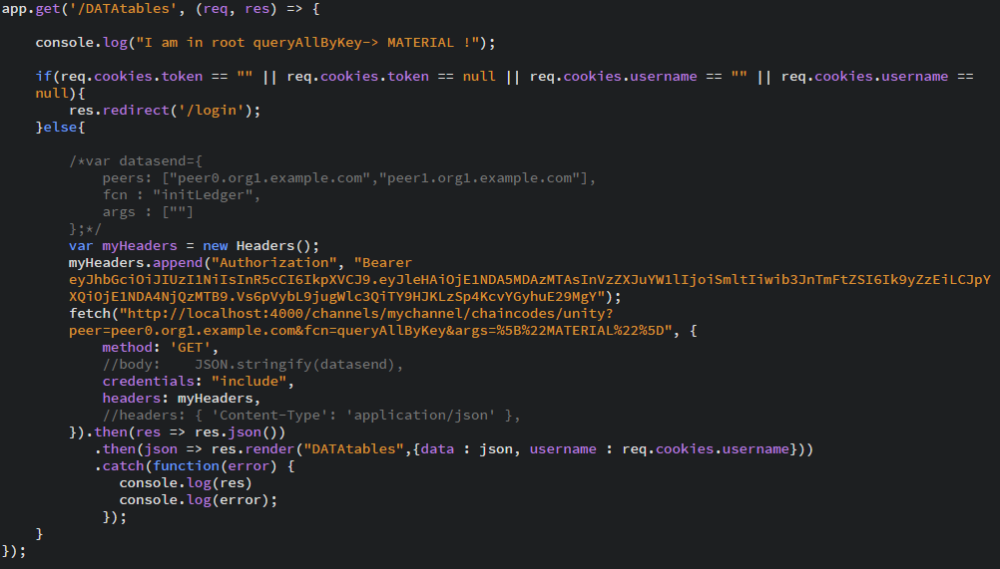 app.get('/DATAtables', (req, res) => {
console.log("I am in root queryAllByKey-> MATERIAL !");
if(req.cookies.token == "" || req.cookies.token == null || req.cookies.username == "" || req.cookies.username ==
null){
res.redirect('/login');
}else{
/*var datasend={
peers: ["peer0.org1.example.com","peer1.org1.example.com"],
fcn : "initLedger",
args : [""]
};*/
var myHeaders = new Headers();
myHeaders.append("Authorization", "Bearer
eyJhbGciOiJIUzI1NiIsInR5cCI6IkpXVCJ9.eyJleHAiOjE1NDA5MDAzMTAsInVzZXJuYW1lIjoiSmltIiwib3JnTmFtZSI6Ik9yZzEiLCJpY
XQiOjE1NDA4NjQzMTB9.Vs6pVybL9jugWlc3QiTY9HJKLzSp4KcvYGyhuE29MgY");
fetch("http://localhost:4000/channels/mychannel/chaincodes/unity?
peer=peer0.org1.example.com&fcn=queryAllByKey&args=%5B%22MATERIAL%22%5D", {
method: 'GET',
//body:    JSON.stringify(datasend),
credentials: "include",
headers: myHeaders,
//headers: { 'Content-Type': 'application/json' },
}).then(res => res.json())
.then(json => res.render("DATAtables",{data : json, username : req.cookies.username}))
.catch(function(error) {
console.log(res)
console.log(error);
});
}
});